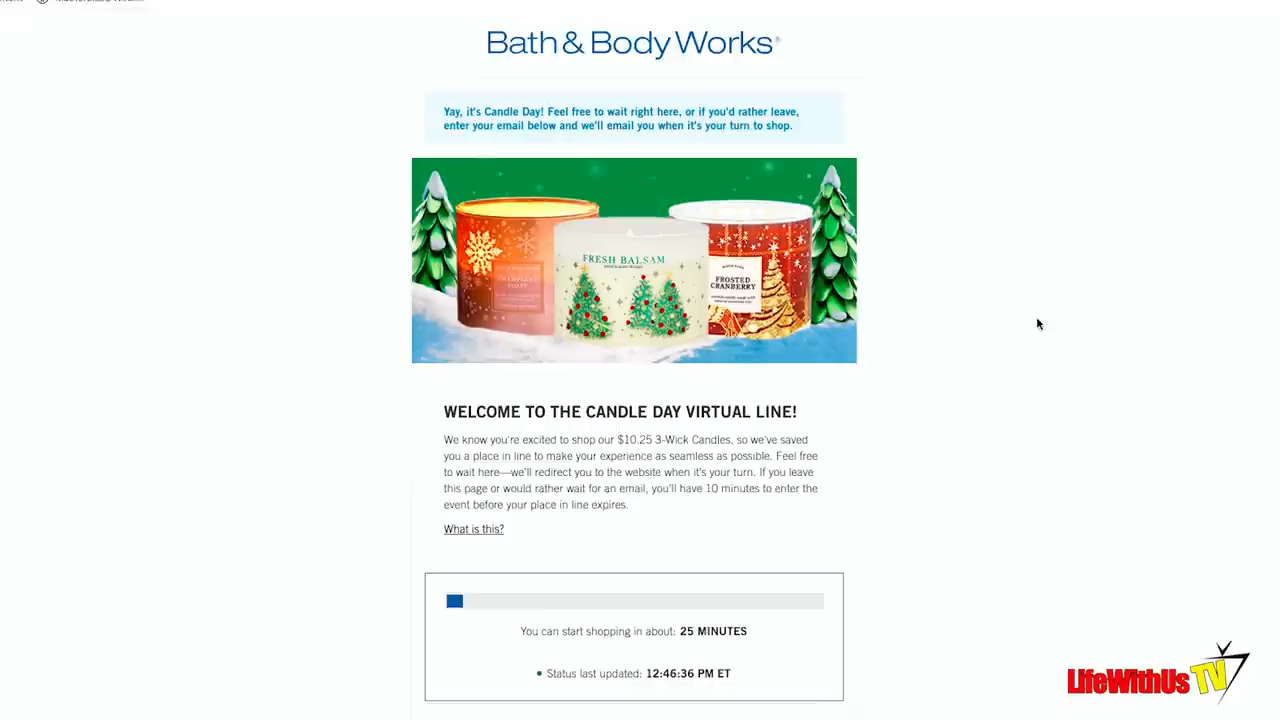 Bath & Body Works®
Yay, it's Candle Day! Feel free to wait right here, or if you'd rather leave,
enter your email below and we'll email you when it's your turn to shop.
FRESH BALSAM
FROSTED
CRANBERRY
WELCOME TO THE CANDLE DAY VIRTUAL LINE!
We know you're excited to shop our $10.25 3-Wick Candles, so we've saved
you a place in line to make your experience as seamless as possible. Feel free
to wait here—we'll redirect you to the website when it's your turn. If you leave
this page or would rather wait for an email, you'll have 10 minutes to enter the
event before your place in line expires.
What is this?
You can start shopping in about: 25 MINUTES
• Status last updated: 12:46:36 PM ET
LifeWithUs TV